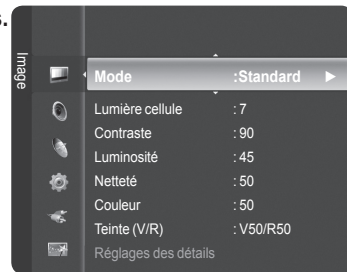 s.
Image
Mode :Standard
Lumière cellule : 7
Contraste : 90
Luminosité : 45
Netteté : 50
Couleur : 50
Teinte (V/R) : V50/R50
Réglages des détails